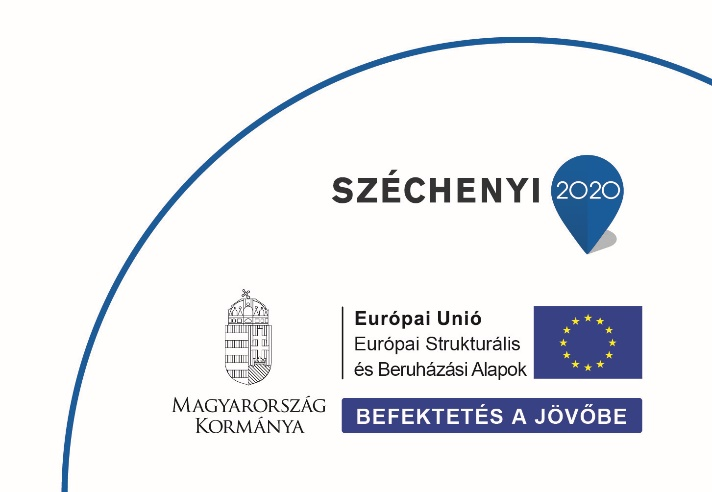 SZÉCHENYI 2020
MAGYARORSZÁG
KORMÁNYA
Európai Unió
Európai Strukturális
és Beruházási Alapok
BEFEKTETÉS A JÖVŐBE